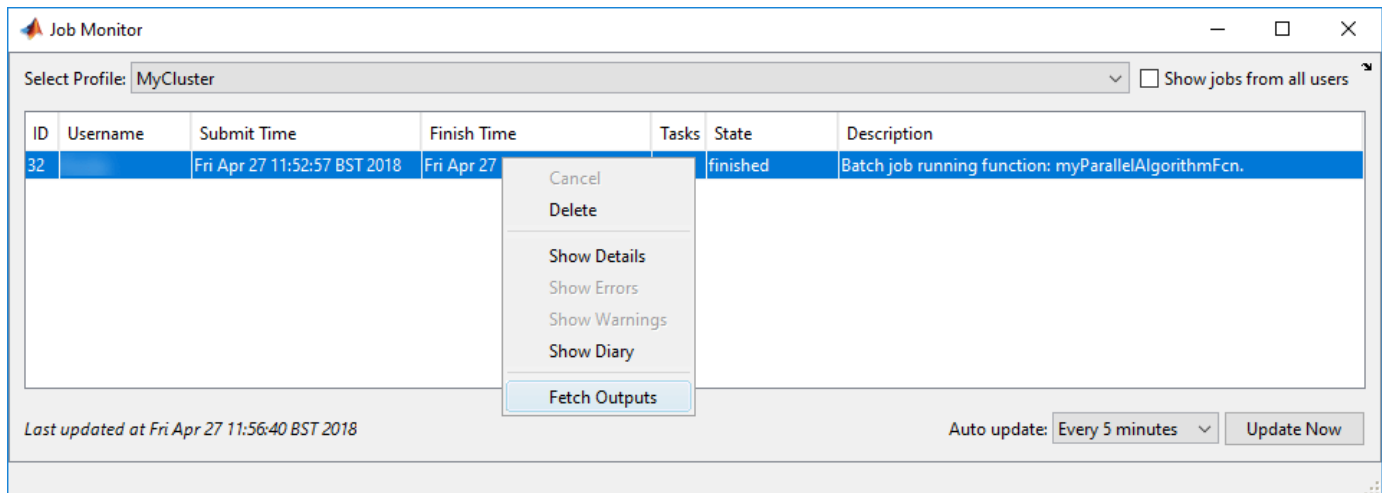 Job Monitor
Select Profile: MyCluster Show jobs from all users
ID Username Submit Time Finish Time Tasks State Description
32 Fri Apr 27 11:52:57 BST 2018 Fri Apr 27 finished Batch job running function: myParallelAlgorithmFcn.
Cancel
Delete
Show Details
Show Errors
Show Warnings
Show Diary
Fetch Outputs
Last updated at Fri Apr 27 11:56:40 BST 2018 Auto update: Every 5 minutes Update Now